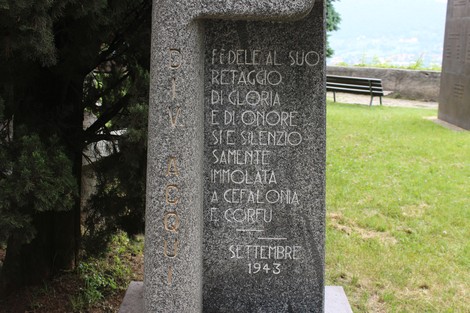 DIV. ACQUI
FEDELE AL SUO
RETAGGIO
DI GLORIA
E DI ONORE
SI E SILENZIO
SAMENTE
IMMOLATA
A CEFALONIA
E CORFU
SETTEMBRE
1943